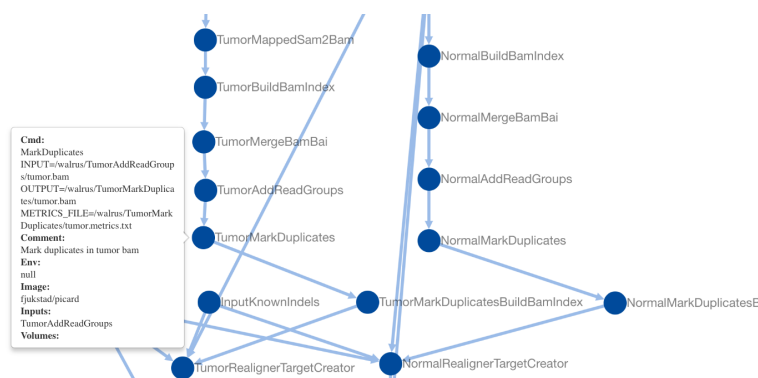 TumorMappedSam2Bam
NormalBuildBamIndex
TumorBuildBamIndex
NormalMergeBamBai
TumorMergeBamBai
Cmd:
MarkDuplicates
INPUT=/walrus/TumorAddReadGroup
s/tumor.bam
OUTPUT=/walrus/TumorMarkDuplica
tes/tumor.bam
METRICS_FILE=/walrus/TumorMark
Duplicates/tumor.metrics.txt
Comment:
Mark duplicates in tumor bam
Env:
null
Image:
fjukstad/picard
Inputs:
TumorAddReadGroups
Volumes:
NormalAddReadGroups
TumorAddReadGroups
TumorMarkDuplicates
NormalMarkDuplicates
InputKnownIndels
TumorMarkDuplicatesBuildBamIndex
NormalMarkDuplicatesB
TumorRealignerTargetCreator
NormalRealignerTargetCreator